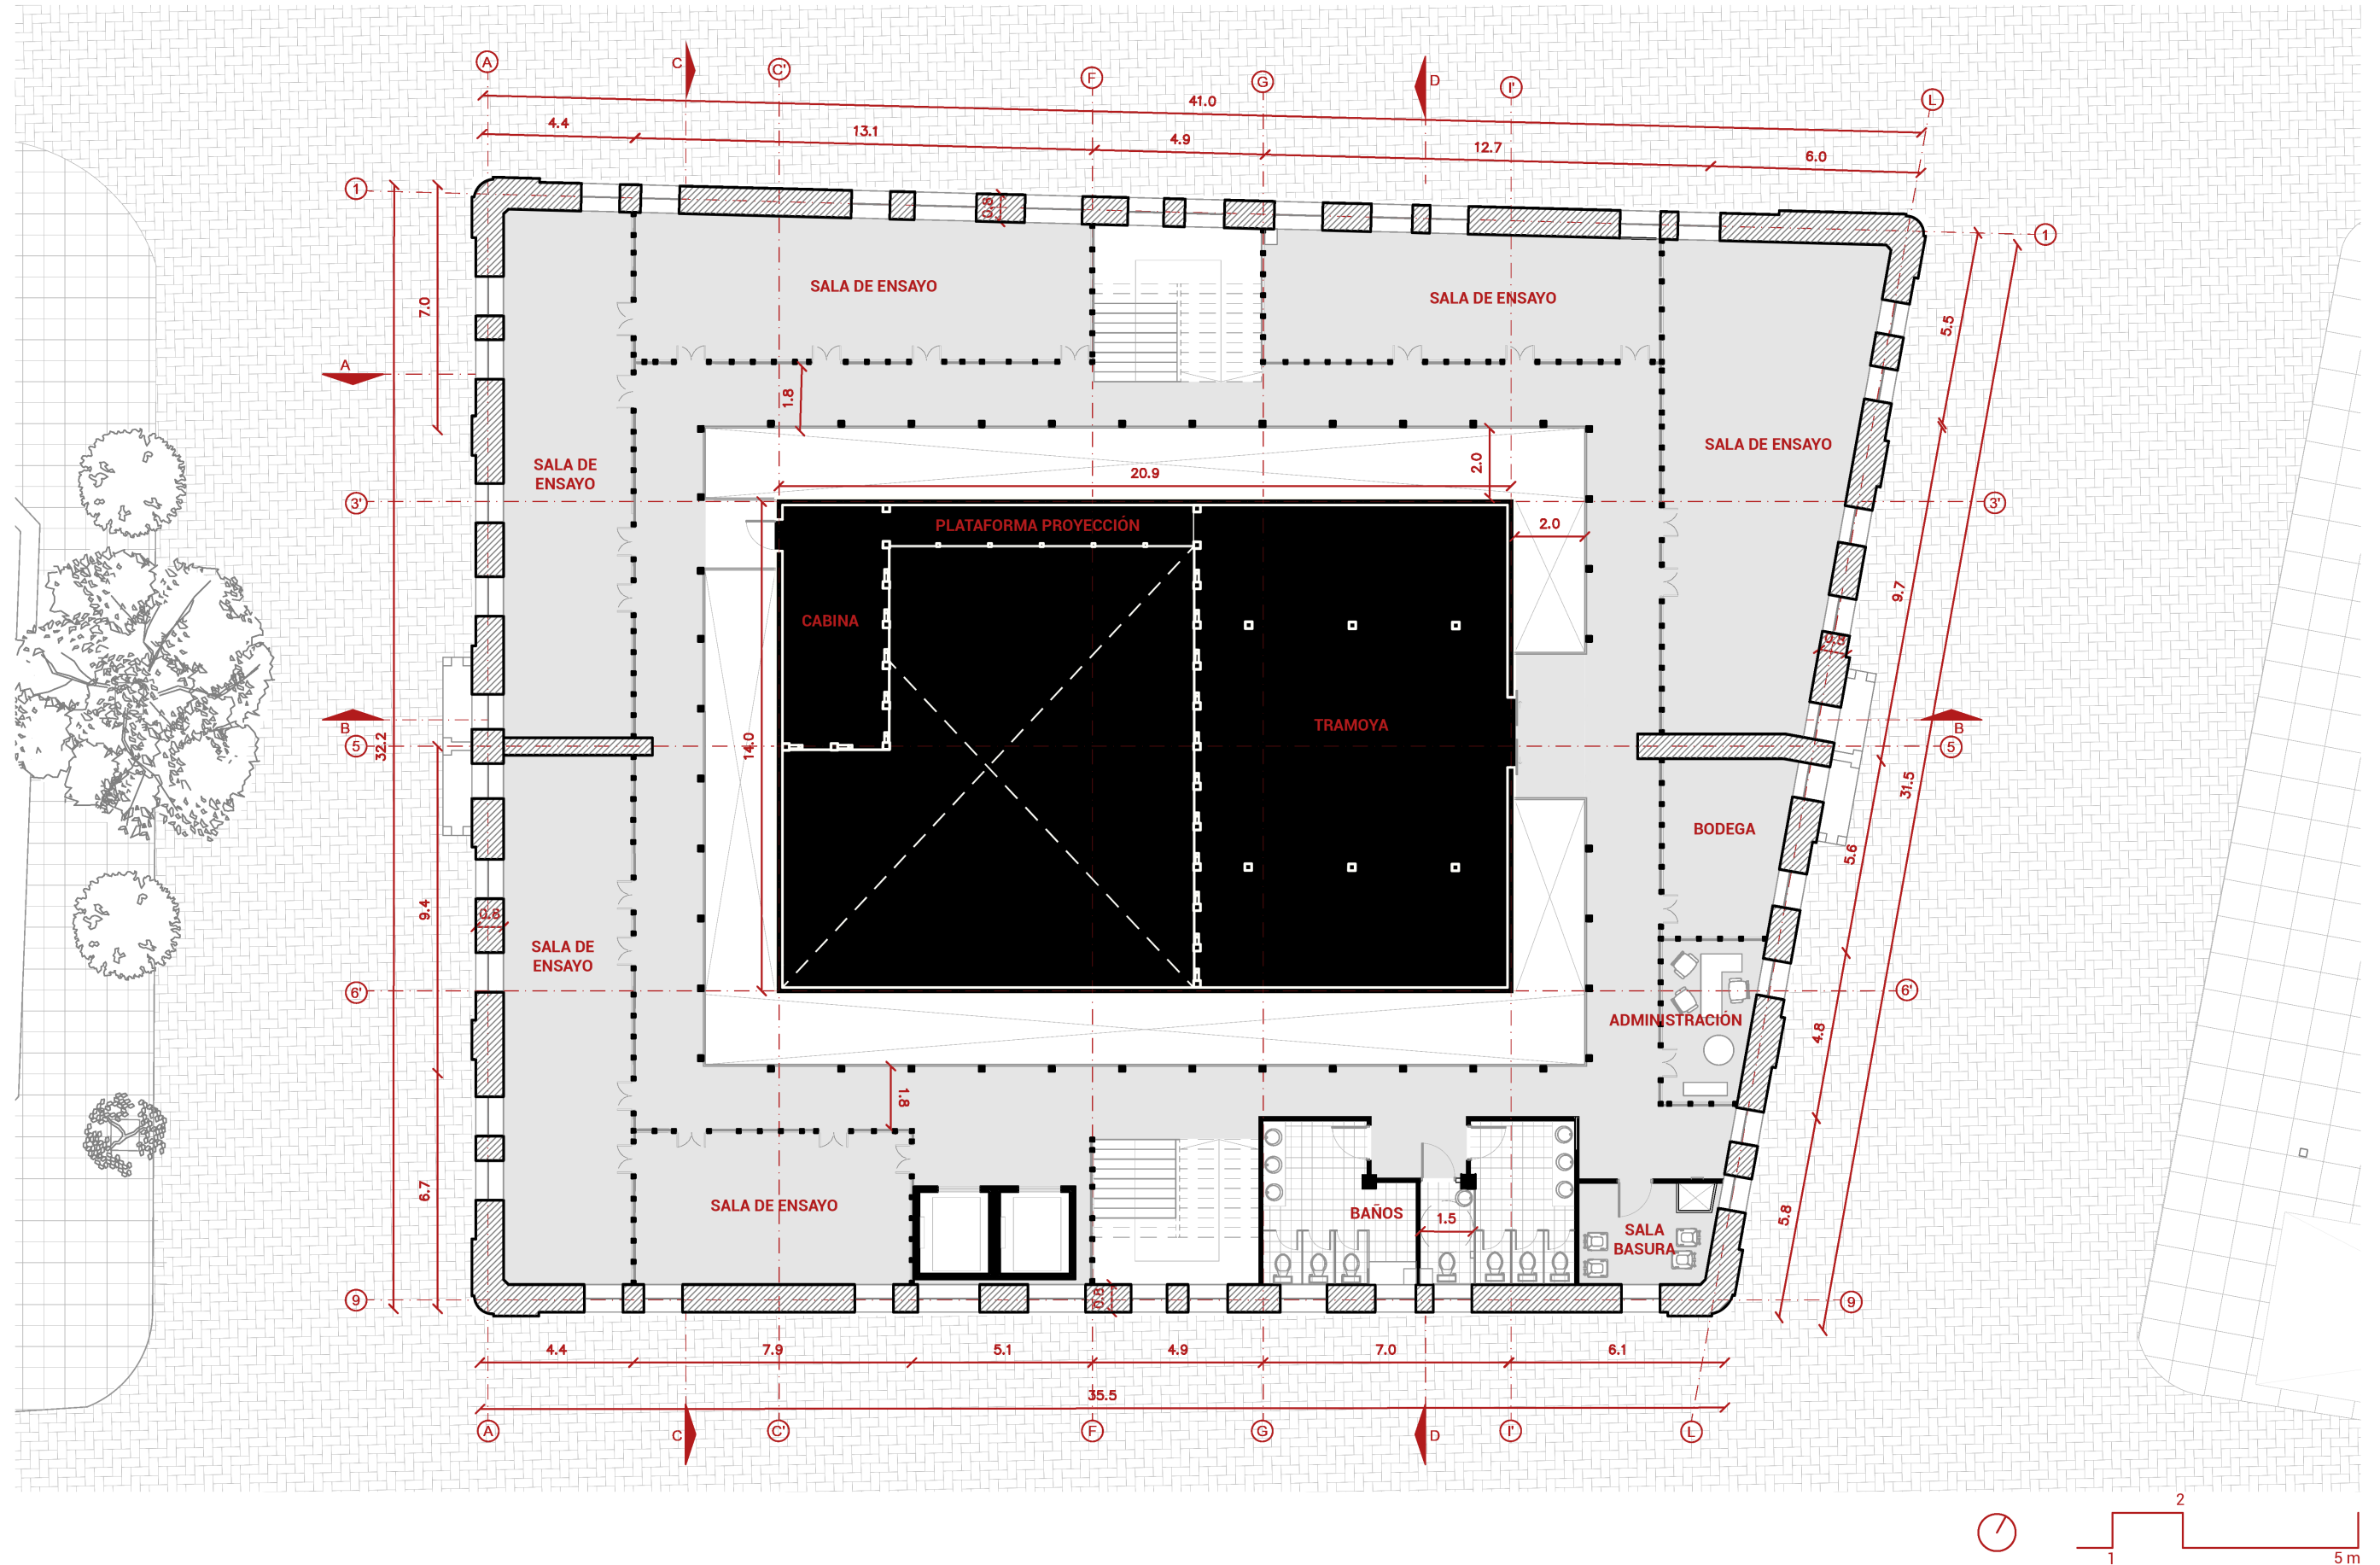 A
C
C'
F
G
D
I'
L
41.0
4.4
13.1
4.9
12.7
6.0
1
1
0.8
7.0
5.5
SALA DE ENSAYO
SALA DE ENSAYO
A
1.8
SALA DE ENSAYO
SALA DE
ENSAYO
20.9
2.0
3'
3'
PLATAFORMA PROYECCIÓN
2.0
9.7
CABINA
0.8
TRAMOYA
B
B
5
5
32.2
14.0
31.5
BODEGA
5.6
9.4
0.8
SALA DE
ENSAYO
6'
6'
ADMINISTRACIÓN
4.8
1.8
6.7
SALA DE ENSAYO
BAÑOS
1.5
5.8
SALA
BASURA
9
9
0.8
4.4
7.9
5.1
4.9
7.0
6.1
35.5
A
C
C'
F
G
D
I'
L
2
1
5 m